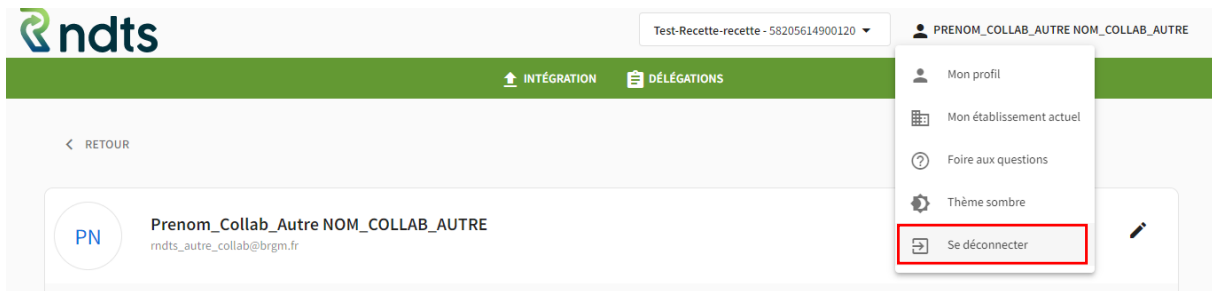 rndts
Test-Recette-recette - 58205614900120
PRENOM_COLLAB_AUTRE NOM_COLLAB_AUTRE
INTÉGRATION
DÉLÉGATIONS
Mon profil
Mon établissement actuel
RETOUR
Foire aux questions
Thème sombre
PN
Prenom_Collab_Autre NOM_COLLAB_AUTRE
rndts_autre_collab@brgm.fr
Se déconnecter